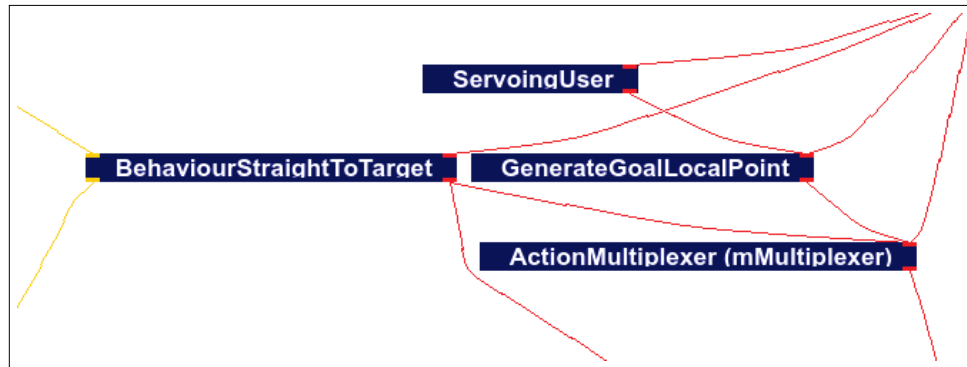 ServoingUser
BehaviourStraightToTarget
GenerateGoalLocalPoint
ActionMultiplexer (mMultiplexer)